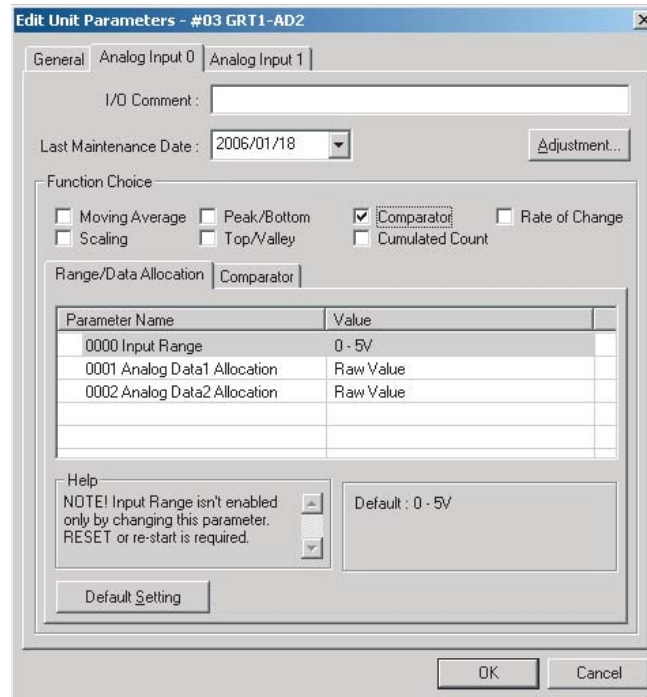 Edit Unit Parameters - #03 GRT1-AD2
General Analog Input 0 Analog Input 1
I/O Comment :
Last Maintenance Date : 2006/01/18 Adjustment...
Function Choice
Moving Average Peak/Bottom Comparator Rate of Change
Scaling Top/Valley Cumulated Count
Range/Data Allocation Comparator
Parameter Name Value
0000 Input Range 0 - 5V
0001 Analog Data1 Allocation Raw Value
0002 Analog Data2 Allocation Raw Value
Help
NOTE! Input Range isn't enabled
only by changing this parameter.
RESET or re-start is required.
Default : 0 - 5V
Default Setting
OK Cancel